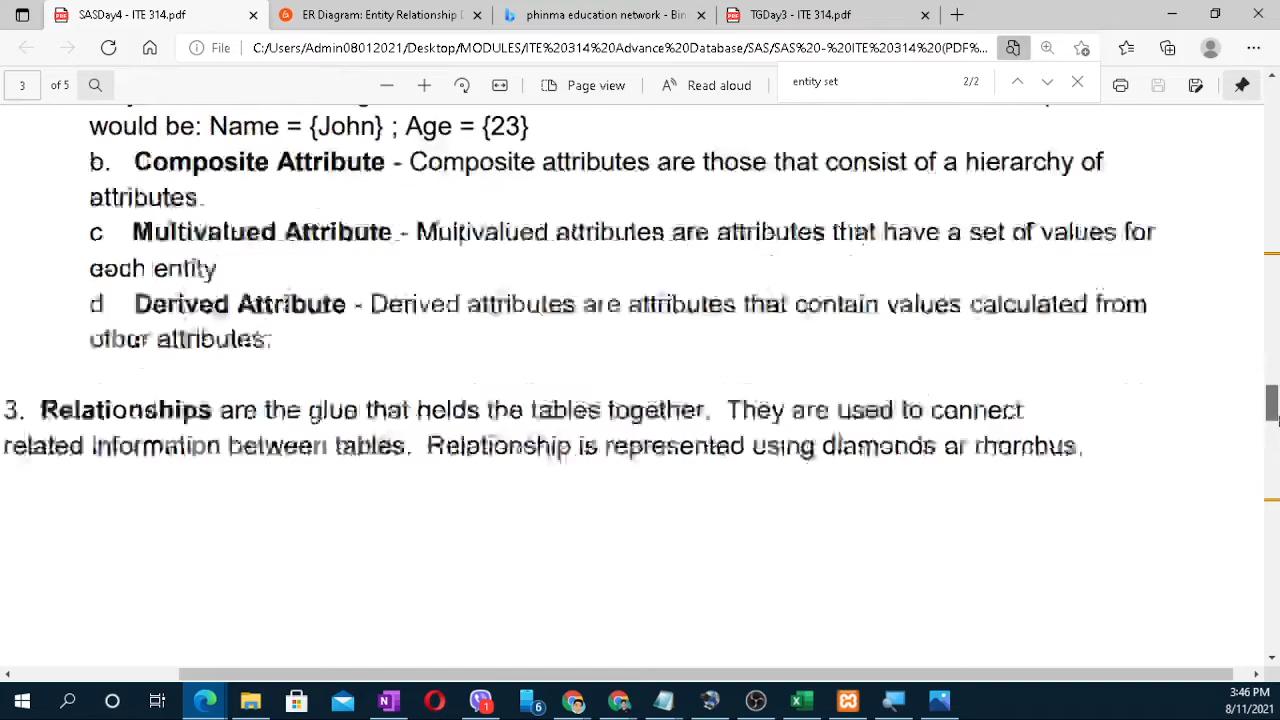 SASDay4 - ITE 314.pdf
ER Diagram: Entity Relationship D
phinma education network - Bin
TGDay3 - ITE 314.pdf
File
C:/Users/Admin08012021/Desktop/MODULES/ITE%20314%20Advance%20Database/SAS/SAS%20-%20ITE%20314%20(PDF%...
3 of 5
Page view
Read aloud
entity set 2/2
would be: Name = {John} ; Age = {23}
b. Composite Attribute - Composite attributes are those that consist of a hierarchy of
attributes.
c Multivalued Attribute - Multivalued attributes are attributes that have a set of values for
each entity
d Derived Attribute - Derived attributes are attributes that contain values calculated from
other attributes.
3. Relationships are the glue that holds the tables together. They are used to connect
related information between tables. Relationship is represented using diamonds or rhombus.
1
6
3:46 PM
8/11/2021